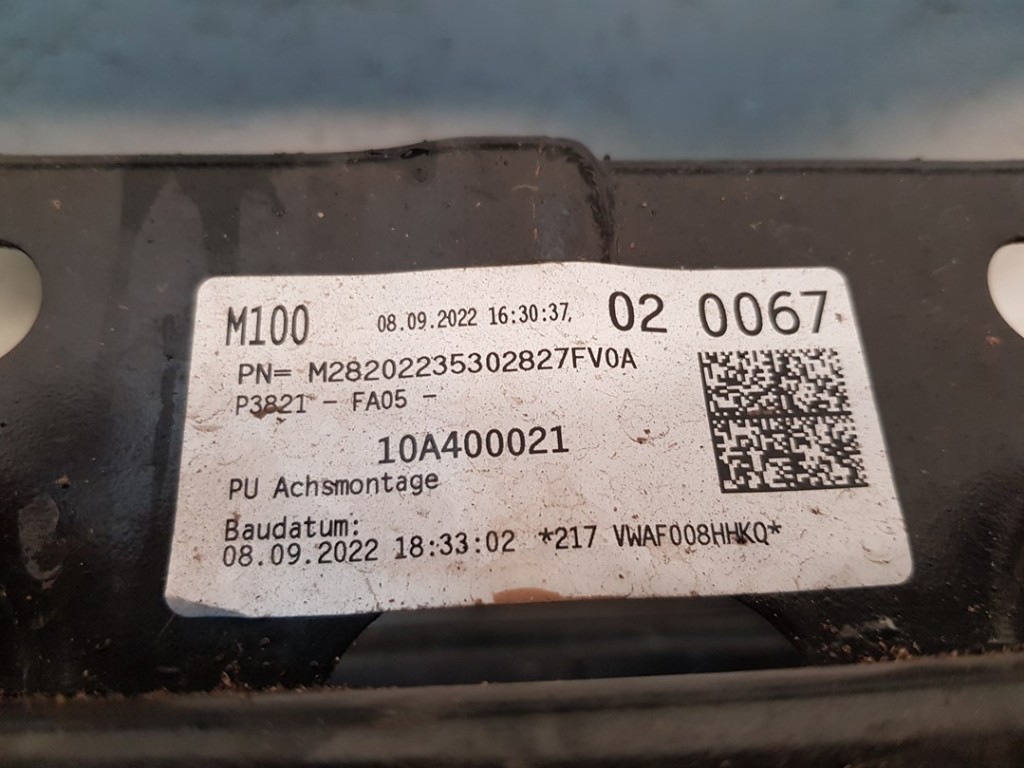 M100 08.09.2022 16:30:37, 02 0067
PN= M28202235302827FV0A
P3821 - FA05 -
10A400021
PU Achsmontage
Baudatum:
08.09.2022 18:33:02 *217 VWAF008HHKQ*